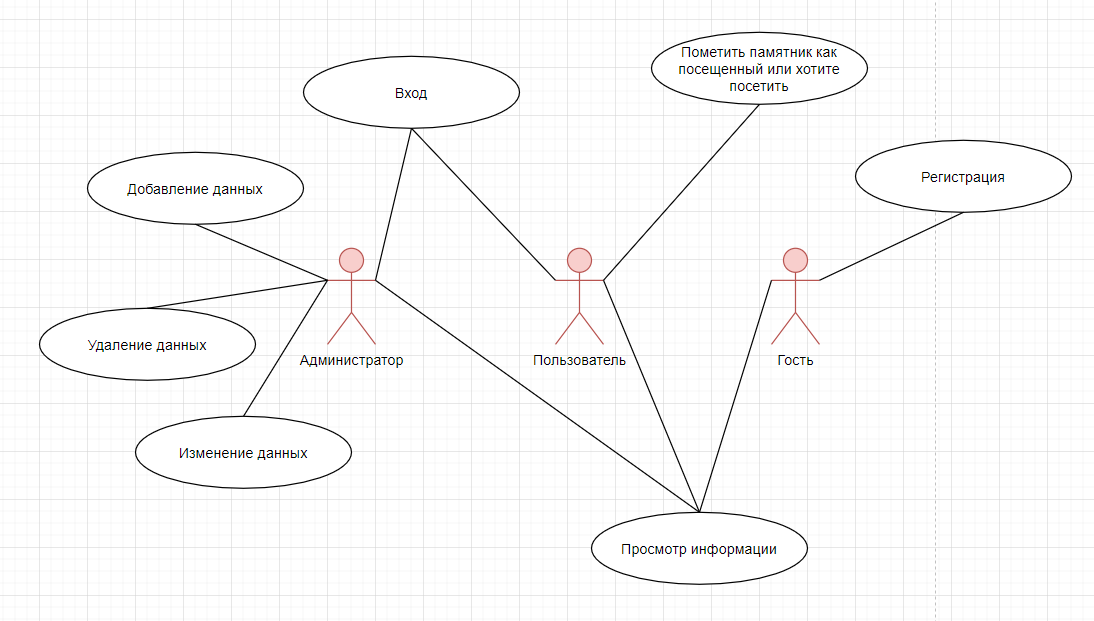 Пометить памятник как
посещенный или хотите
посетить
Вход
Регистрация
Добавление данных
Удаление данных
Администратор
Пользователь
Гость
Изменение данных
Просмотр информации